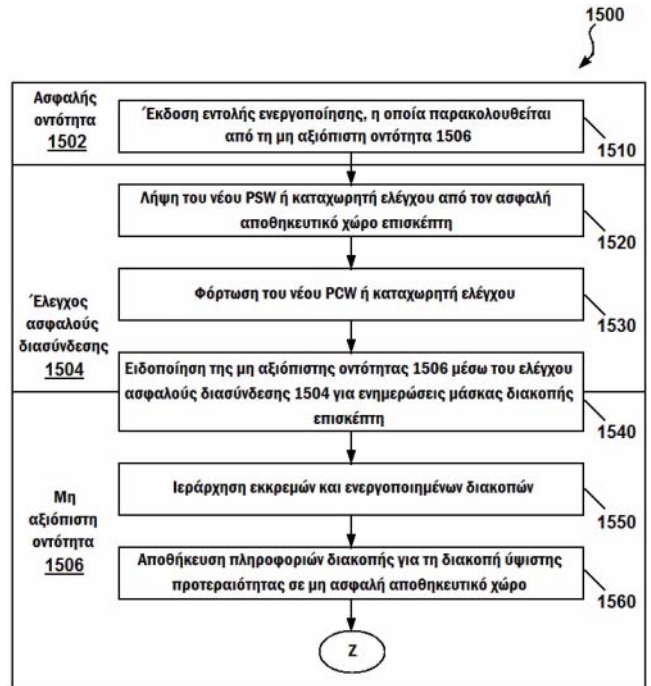 1500
Ασφαλής
οντότητα
1502
Έκδοση εντολής ενεργοποίησης, η οποία παρακολουθείται
από τη μη αξιόπιστη οντότητα 1506
1510
Λήψη του νέου PSW ή καταχωρητή ελέγχου από τον ασφαλή
αποθηκευτικό χώρο επισκέπτη
1520
Έλεγχος
ασφαλούς
διασύνδεσης
1504
Φόρτωση του νέου PCW ή καταχωρητή ελέγχου
1530
Ειδοποίηση της μη αξιόπιστης οντότητας 1506 μέσω του ελέγχου
ασφαλούς διασύνδεσης 1504 για ενημερώσεις μάσκας διακοπής
επισκέπτη
1540
Μη
αξιόπιστη
οντότητα
1506
Ιεράρχηση εκκρεμών και ενεργοποιημένων διακοπών
1550
Αποθήκευση πληροφοριών διακοπής για τη διακοπή ύψιστης
προτεραιότητας σε μη ασφαλή αποθηκευτικό χώρο
1560
Z